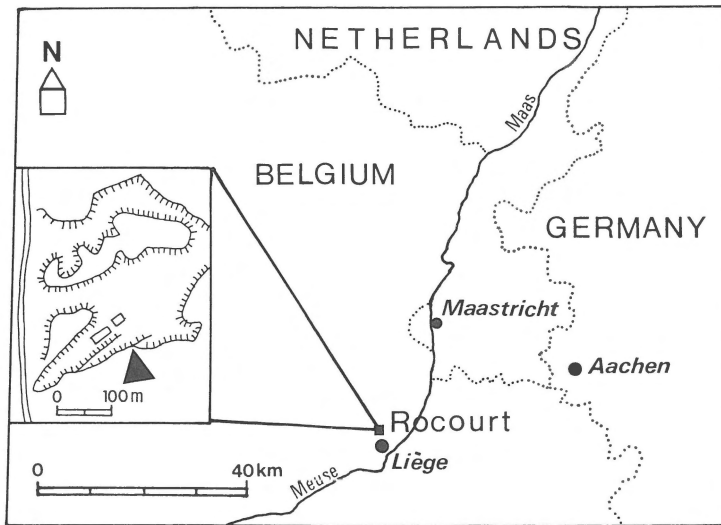 NETHERLANDS
N
Maas
BELGIUM
GERMANY
Maastricht
Aachen
0 100m
Rocourt
Liège
0 40km
Meuse